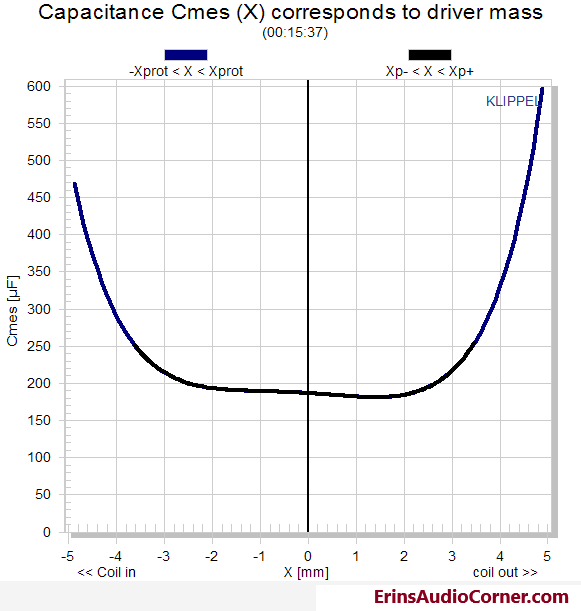 Capacitance Cmes (X) corresponds to driver mass
(00:15:37)
-Xprot < X < Xprot
Xp- < X < Xp+
KLIPPEL
Cmes [µF]
600
550
500
450
400
350
300
250
200
150
100
50
0
-5 -4 -3 -2 -1 0 1 2 3 4 5
<< Coil in X [mm] coil out >>
ErinsAudioCorner.com